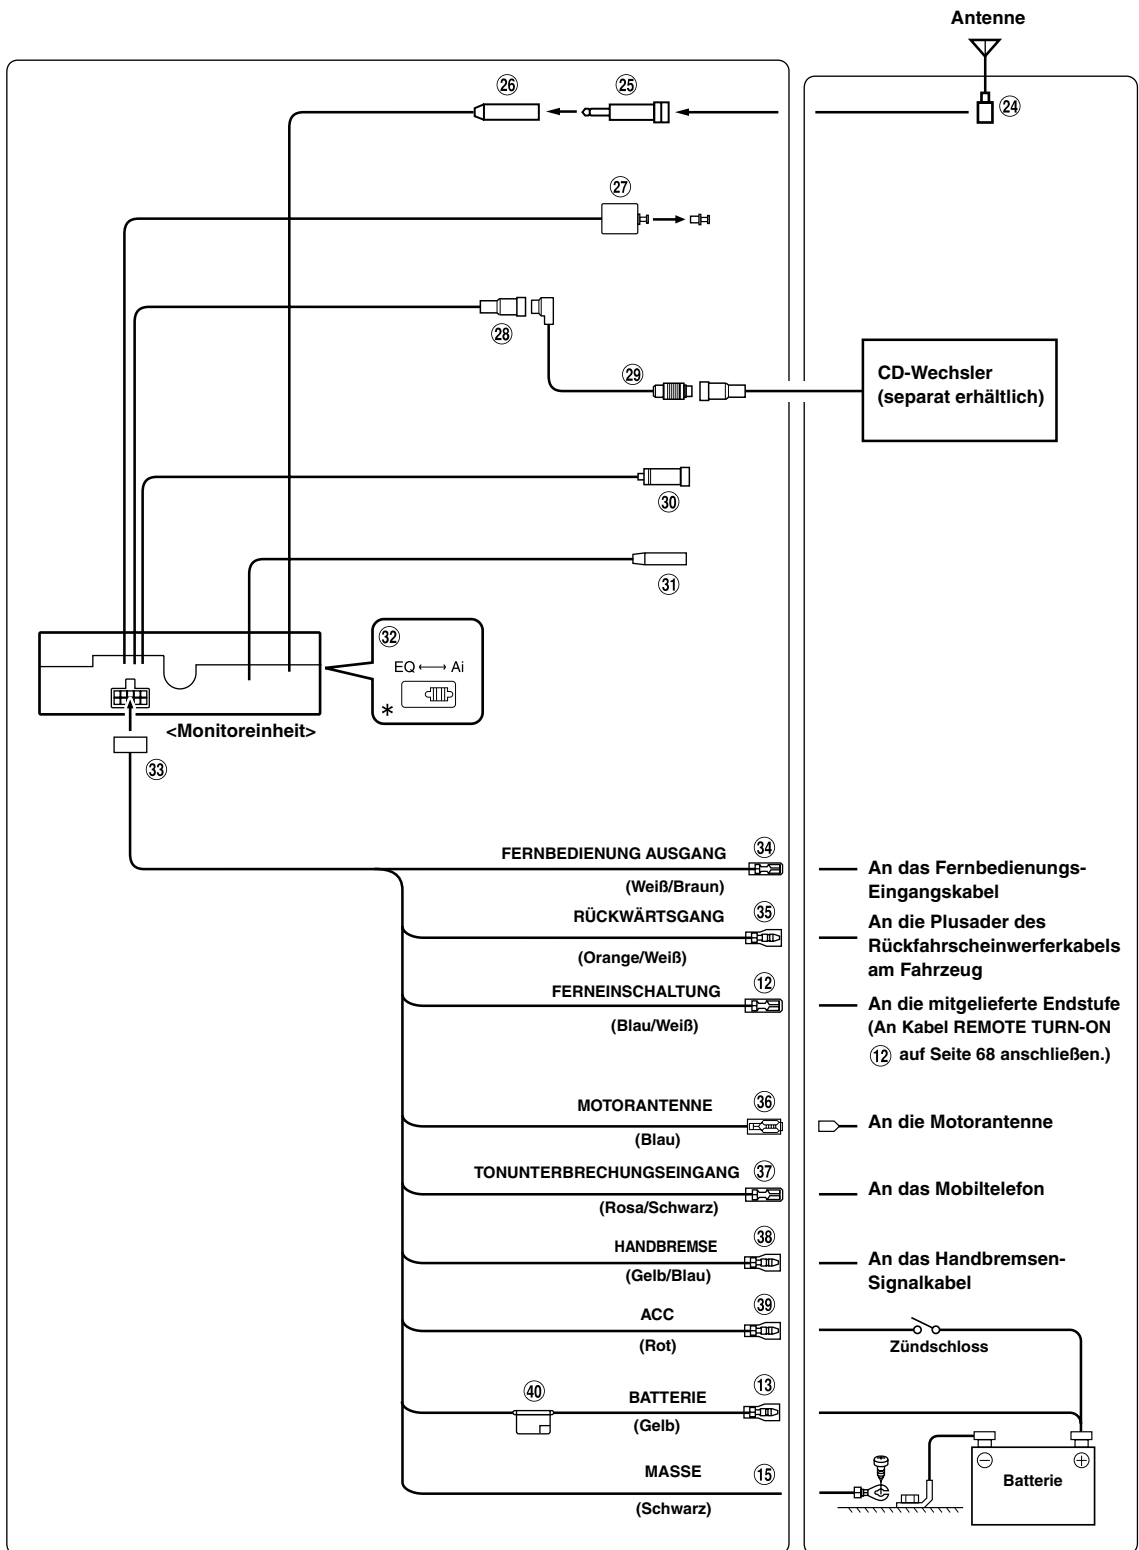 Antenne
26
25
24
27
28
29
CD-Wechsler
(separat erhältlich)
30
31
32
EQ ⟷ Ai
*
<Monitoreinheit>
33
FERNBEDIENUNG AUSGANG 34
(Weiß/Braun)
An das Fernbedienungs-
Eingangskabel
RÜCKWÄRTSGANG 35
(Orange/Weiß)
An die Plusader des
Rückfahrscheinwerferkabels
am Fahrzeug
FERNEINSCHALTUNG 12
(Blau/Weiß)
An die mitgelieferte Endstufe
(An Kabel REMOTE TURN-ON
12 auf Seite 68 anschließen.)
MOTORANTENNE 36
(Blau)
An die Motorantenne
TONUNTERBRECHUNGSEINGANG 37
(Rosa/Schwarz)
An das Mobiltelefon
HANDBREMSE 38
(Gelb/Blau)
An das Handbremsen-
Signalkabel
ACC 39
(Rot)
Zündschloss
40
BATTERIE 13
(Gelb)
MASSE 15
(Schwarz)
− +
Batterie